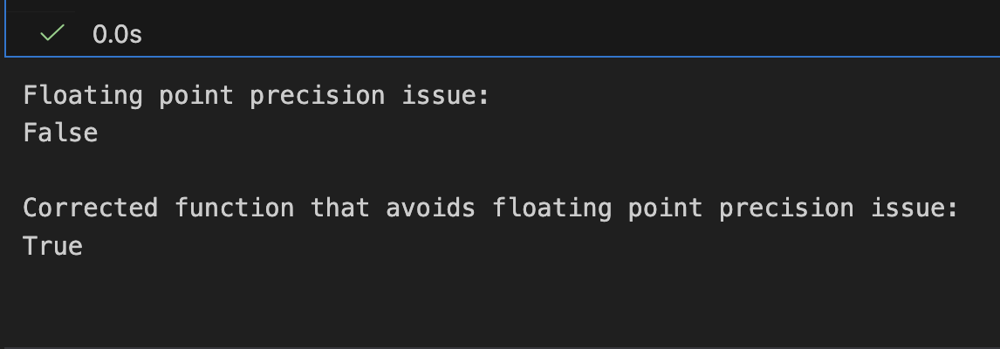 0.0s
Floating point precision issue:
False
Corrected function that avoids floating point precision issue:
True